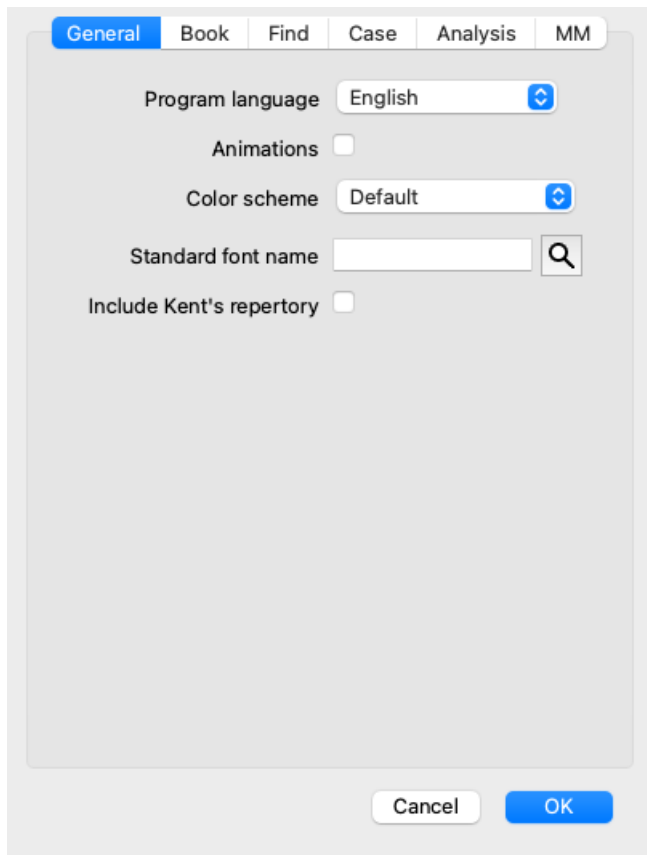 General Book Find Case Analysis MM
Program language English
Animations
Color scheme Default
Standard font name
Include Kent's repertory
Cancel OK